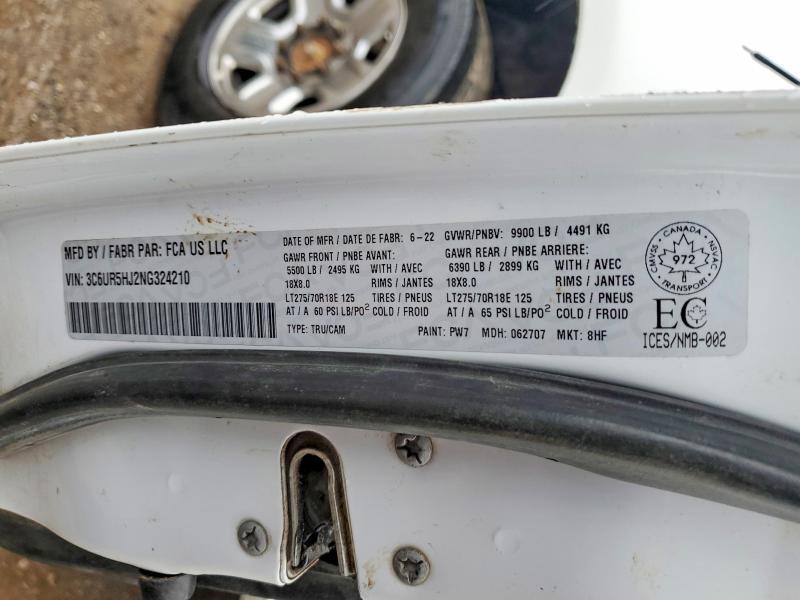 MFD BY / FABR PAR: FCA US LLC
VIN: 3C6UR5HJ2NG324210
DATE OF MFR / DATE DE FABR: 6-22 GVWR/PNBV: 9900 LB / 4491 KG
GAWR FRONT / PNBE AVANT: GAWR REAR / PNBE ARRIERE:
5500 LB / 2495 KG WITH / AVEC 6390 LB / 2899 KG WITH / AVEC
18X8.0 RIMS / JANTES 18X8.0 RIMS / JANTES
LT275/70R18E 125 TIRES / PNEUS LT275/70R18E 125 TIRES / PNEUS
AT / A 60 PSI LB/PO² COLD / FROID AT / A 65 PSI LB/PO² COLD / FROID
TYPE: TRU/CAM PAINT: PW7 MDH: 062707 MKT: 8HF
CANADA
CMVSS NSVAC
972
TRANSPORT
EC
ICES/NMB-002